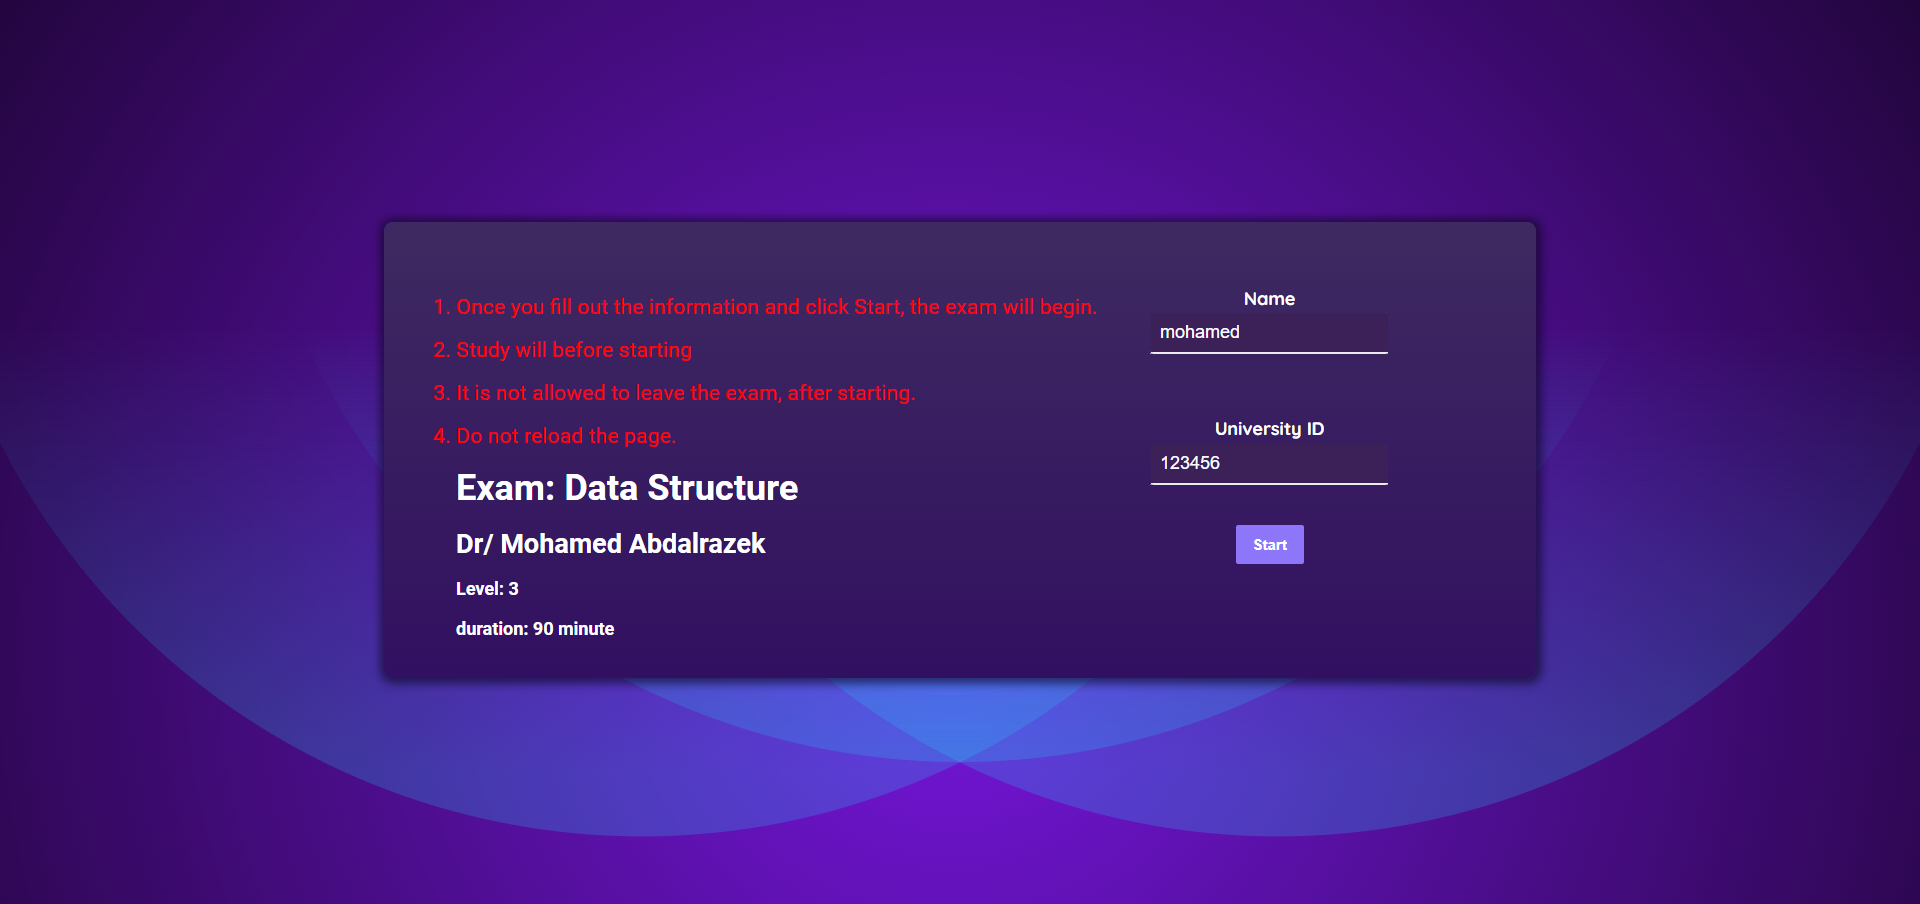 1. Once you fill out the information and click Start, the exam will begin.
2. Study will before starting
3. It is not allowed to leave the exam, after starting.
4. Do not reload the page.
Exam: Data Structure
Dr/ Mohamed Abdalrazek
Level: 3
duration: 90 minute
Name
mohamed
University ID
123456
Start